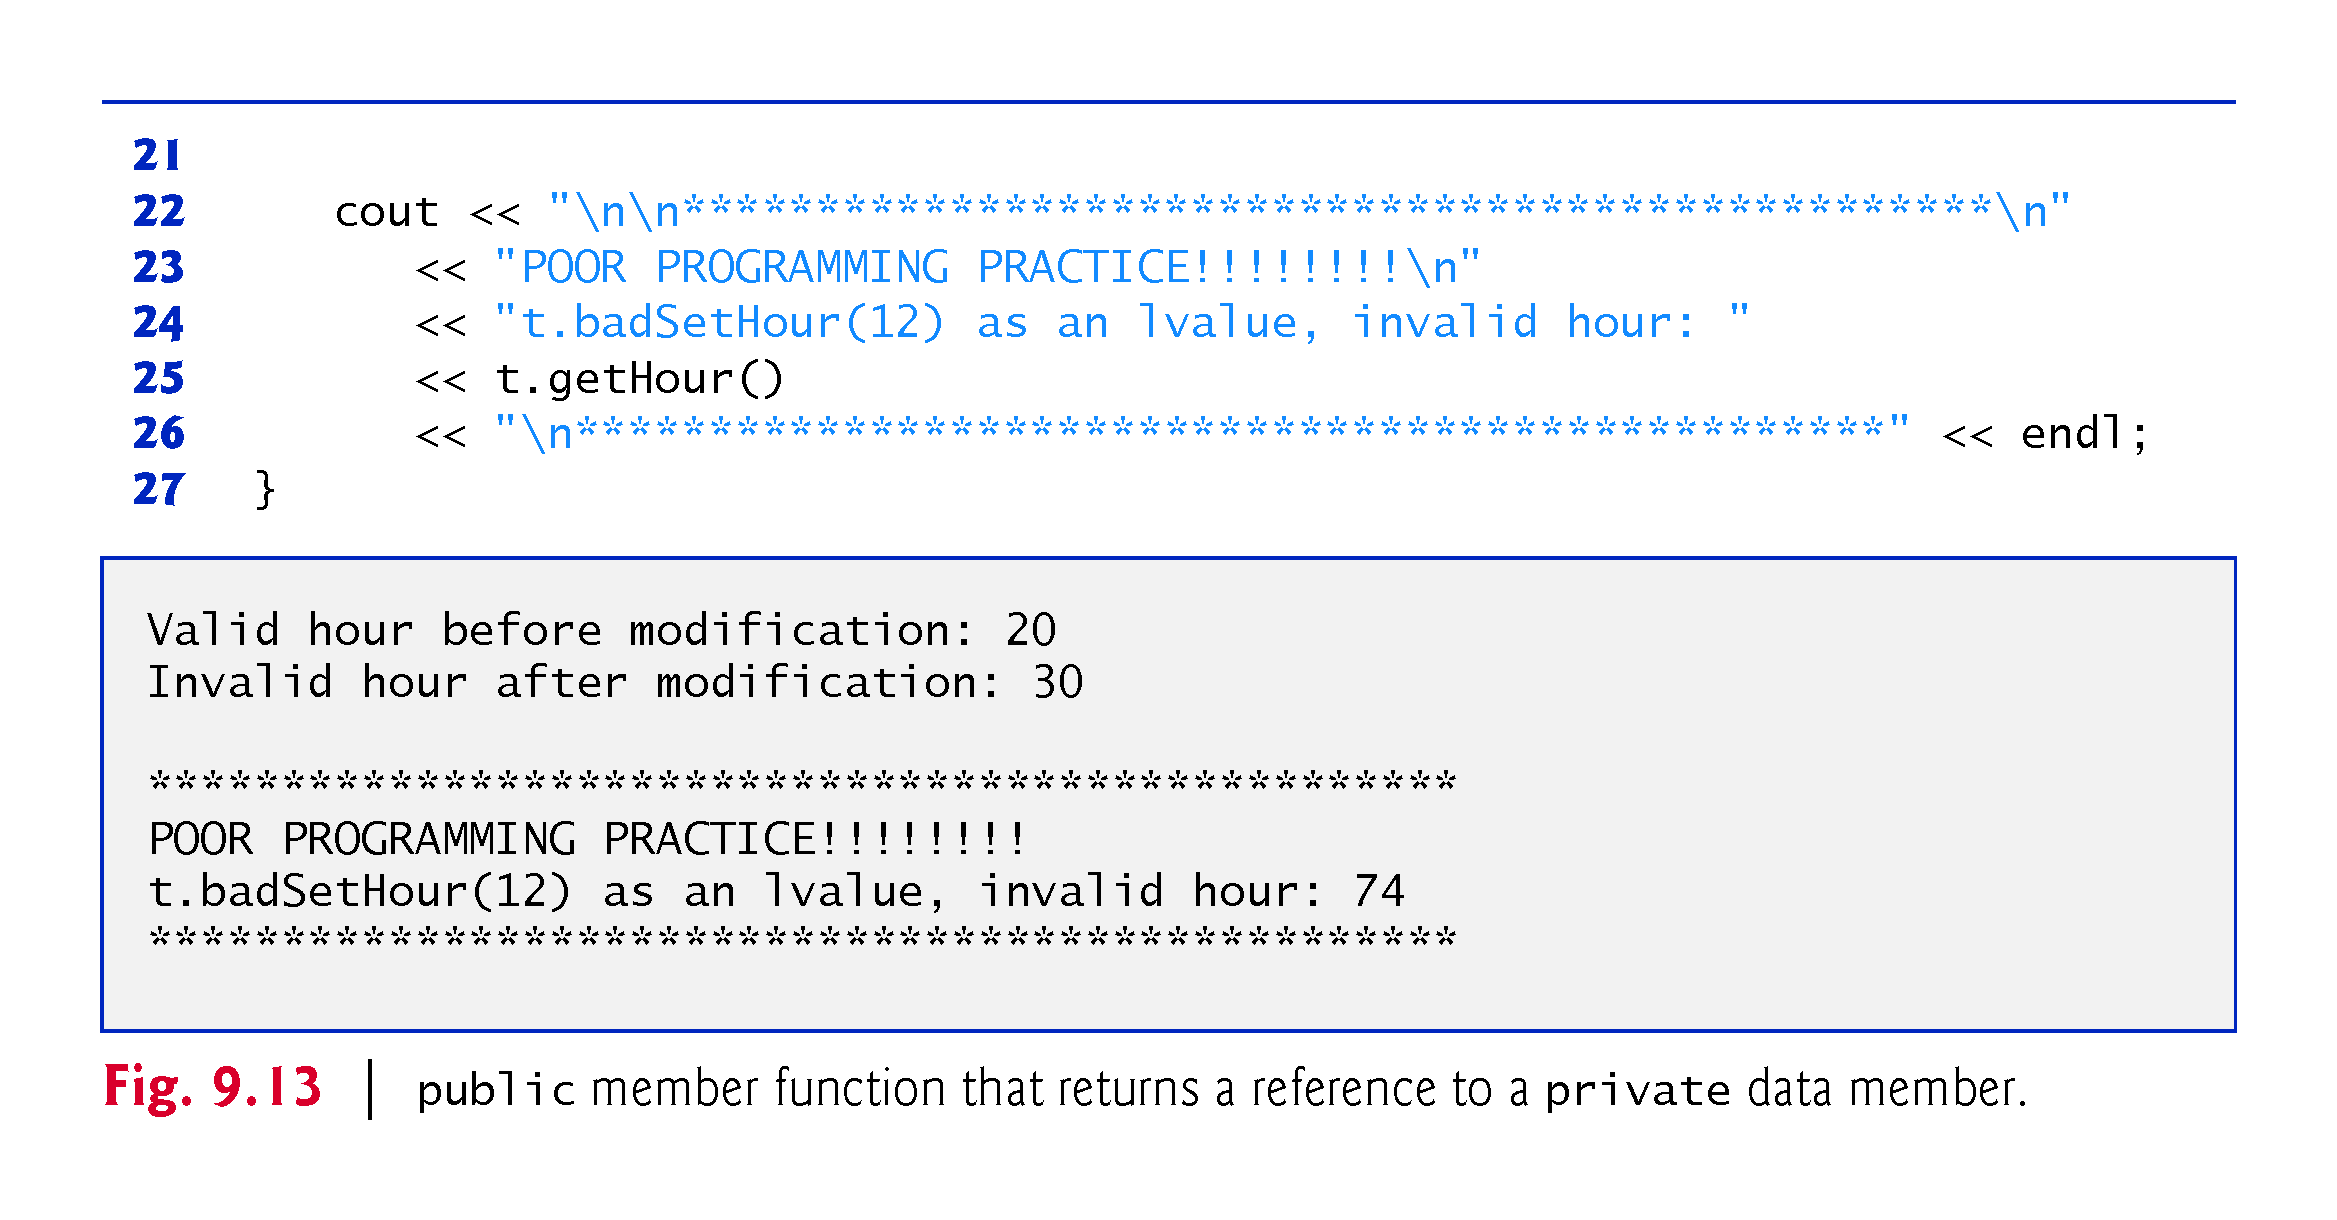 21
22 cout << "\n\n*************************************************\n"
23 << "POOR PROGRAMMING PRACTICE!!!!!!!!\n"
24 << "t.badSetHour(12) as an lvalue, invalid hour: "
25 << t.getHour()
26 << "\n*************************************************" << endl;
27 }
Valid hour before modification: 20
Invalid hour after modification: 30
*************************************************
POOR PROGRAMMING PRACTICE!!!!!!!!
t.badSetHour(12) as an lvalue, invalid hour: 74
*************************************************
Fig. 9.13 | public member function that returns a reference to a private data member.